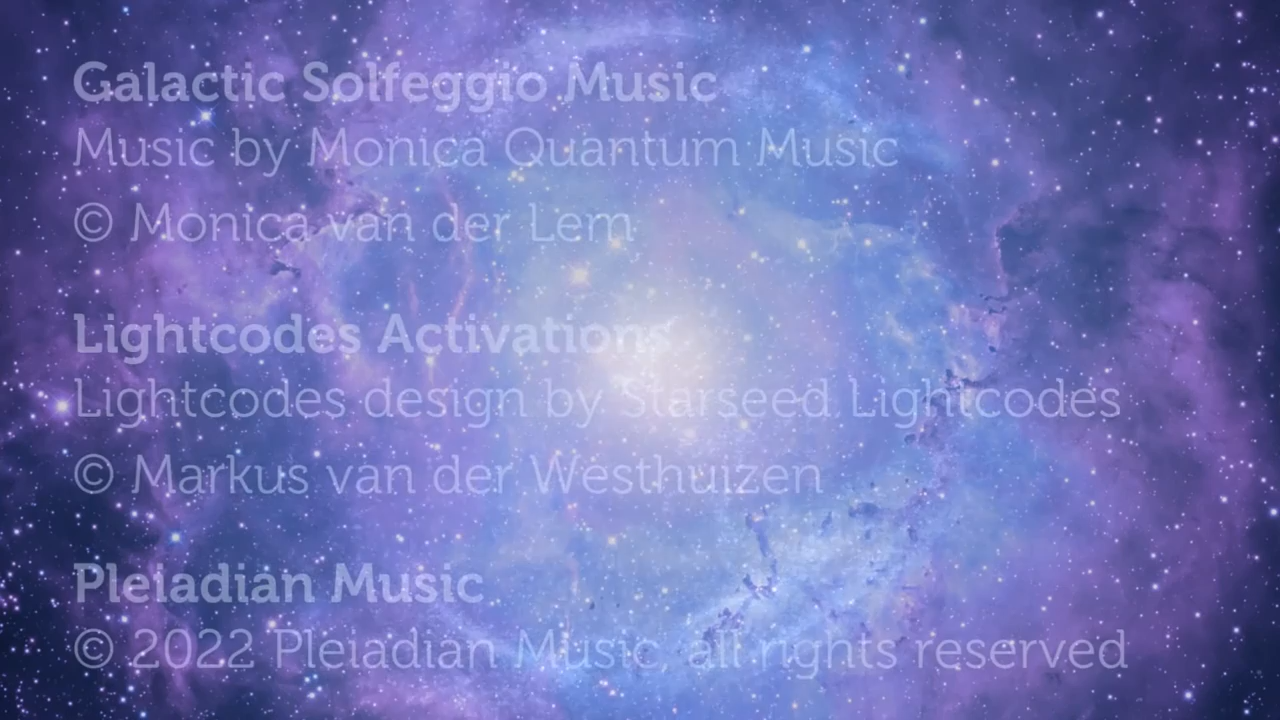 Galactic Solfeggio Music
Music by Monica Quantum Music
© Monica van der Lem
Lightcodes Activations
Lightcodes design by Starseed Lightcodes
© Markus van der Westhuizen
Pleiadian Music
© 2022 Pleiadian Music, all rights reserved